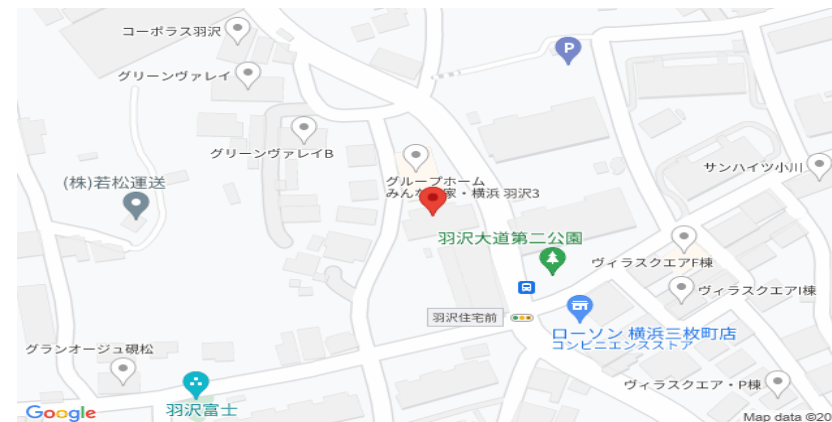 コーポラス羽沢
P
グリーンヴァレイ
グリーンヴァレイB
サンハイツ小川
グループホーム
みんな家・横浜 羽沢3
(株)若松運送
羽沢大道第二公園
ヴィラスクエアF棟
ヴィラスクエアI棟
羽沢住宅前
ローソン 横浜三枚町店
コンビニエンスストア
グランオージュ硯松
ヴィラスクエア・P棟
羽沢富士
Google
Map data ©20